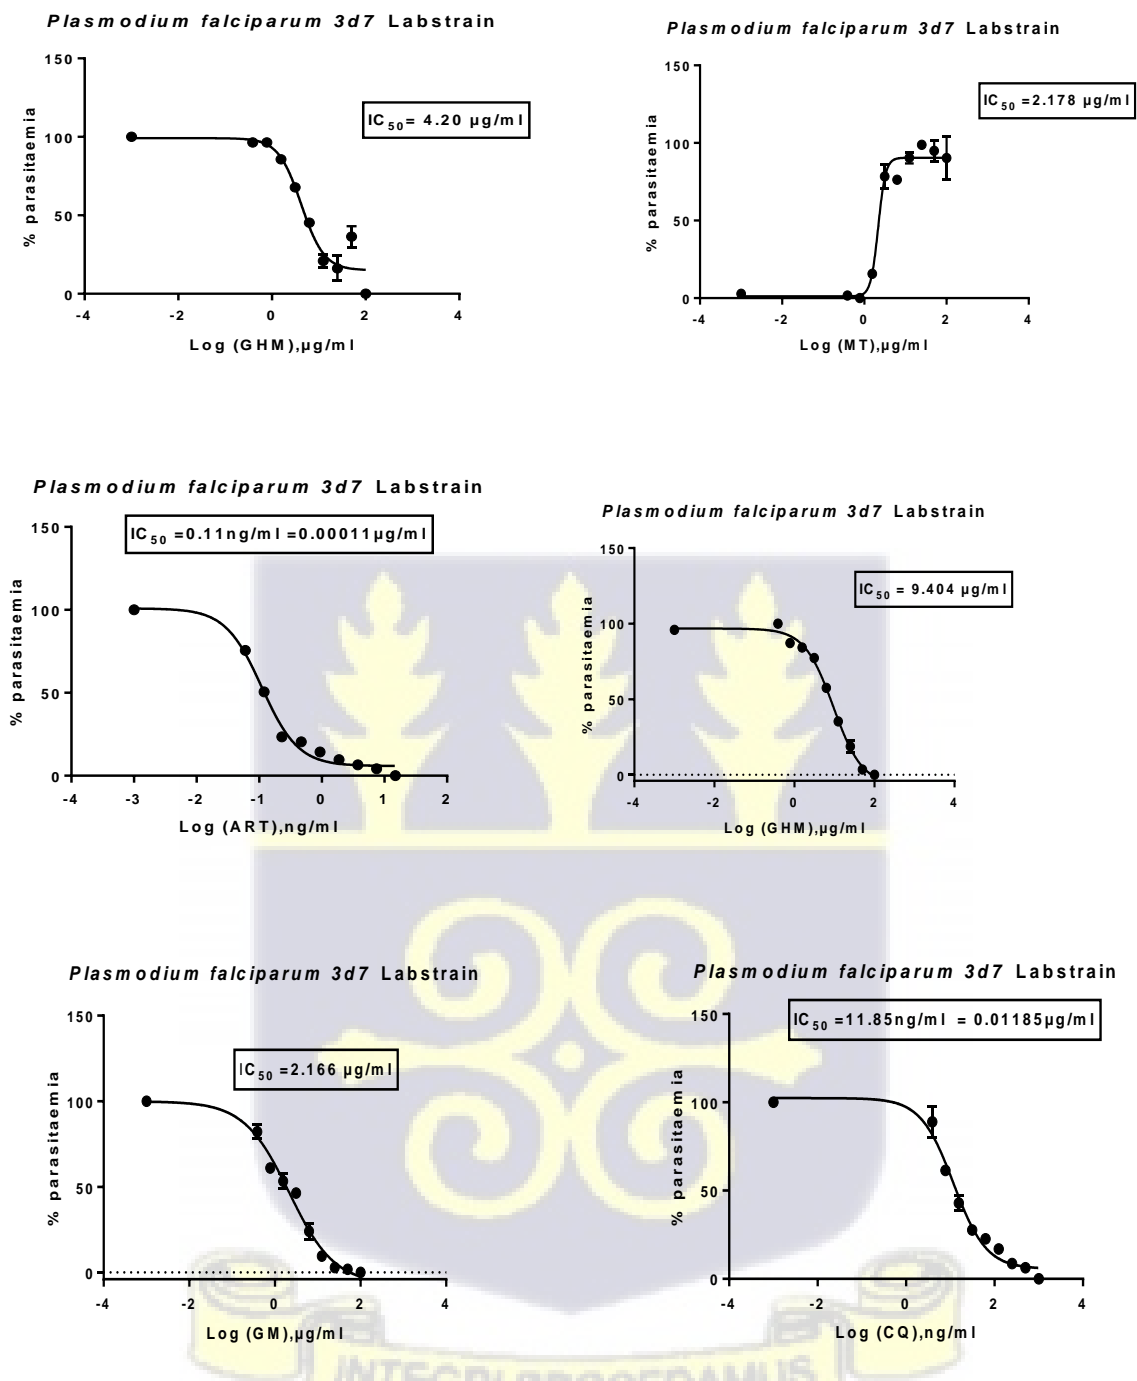 Plasmodium falciparum 3d7 Labstrain
150
IC50= 4.20 µg/ml
100
50
0
% parasitaemia
-4 -2 0 2 4
Log (GHM),µg/ml
Plasmodium falciparum 3d7 Labstrain
150
IC50 =2.178 µg/ml
100
50
0
% parasitaemia
-4 -2 0 2 4
Log (MT),µg/ml
Plasmodium falciparum 3d7 Labstrain
150
IC50 =0.11ng/ml =0.00011µg/ml
100
50
0
% parasitaemia
-4 -3 -2 -1 0 1 2
Log (ART),ng/ml
Plasmodium falciparum 3d7 Labstrain
150
IC50 = 9.404 µg/ml
100
50
0
% parasitaemia
-4 -2 0 2 4
Log (GHM),µg/ml
Plasmodium falciparum 3d7 Labstrain
150
IC50 =2.166 µg/ml
100
50
0
% parasitaemia
-4 -2 0 2 4
Log (GM),µg/ml
Plasmodium falciparum 3d7 Labstrain
150
IC50 =11.85ng/ml = 0.01185µg/ml
100
50
0
% parasitaemia
-4 -2 0 2 4
Log (CQ),ng/ml
INTEGRI PROCEDAMUS